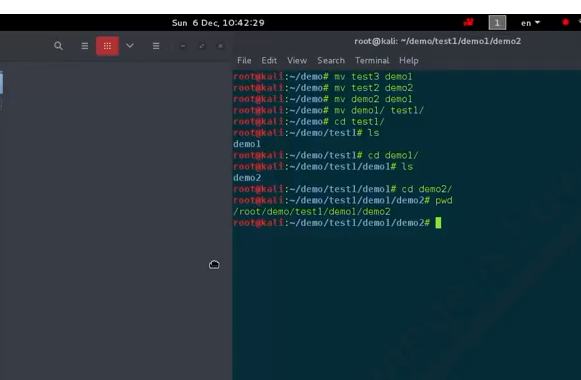 Sun 6 Dec, 10:42:29
1
en
root@kali: ~/demo/test1/demo1/demo2
File Edit View Search Terminal Help
root@kali:~/demo# mv test3 demo1
root@kali:~/demo# mv test2 demo2
root@kali:~/demo# mv demo2 demo1
root@kali:~/demo# mv demo1/ test1/
root@kali:~/demo# cd test1/
root@kali:~/demo/test1# ls
demo1
root@kali:~/demo/test1# cd demo1/
root@kali:~/demo/test1/demo1# ls
demo2
root@kali:~/demo/test1/demo1# cd demo2/
root@kali:~/demo/test1/demo1/demo2# pwd
/root/demo/test1/demo1/demo2
root@kali:~/demo/test1/demo1/demo2#